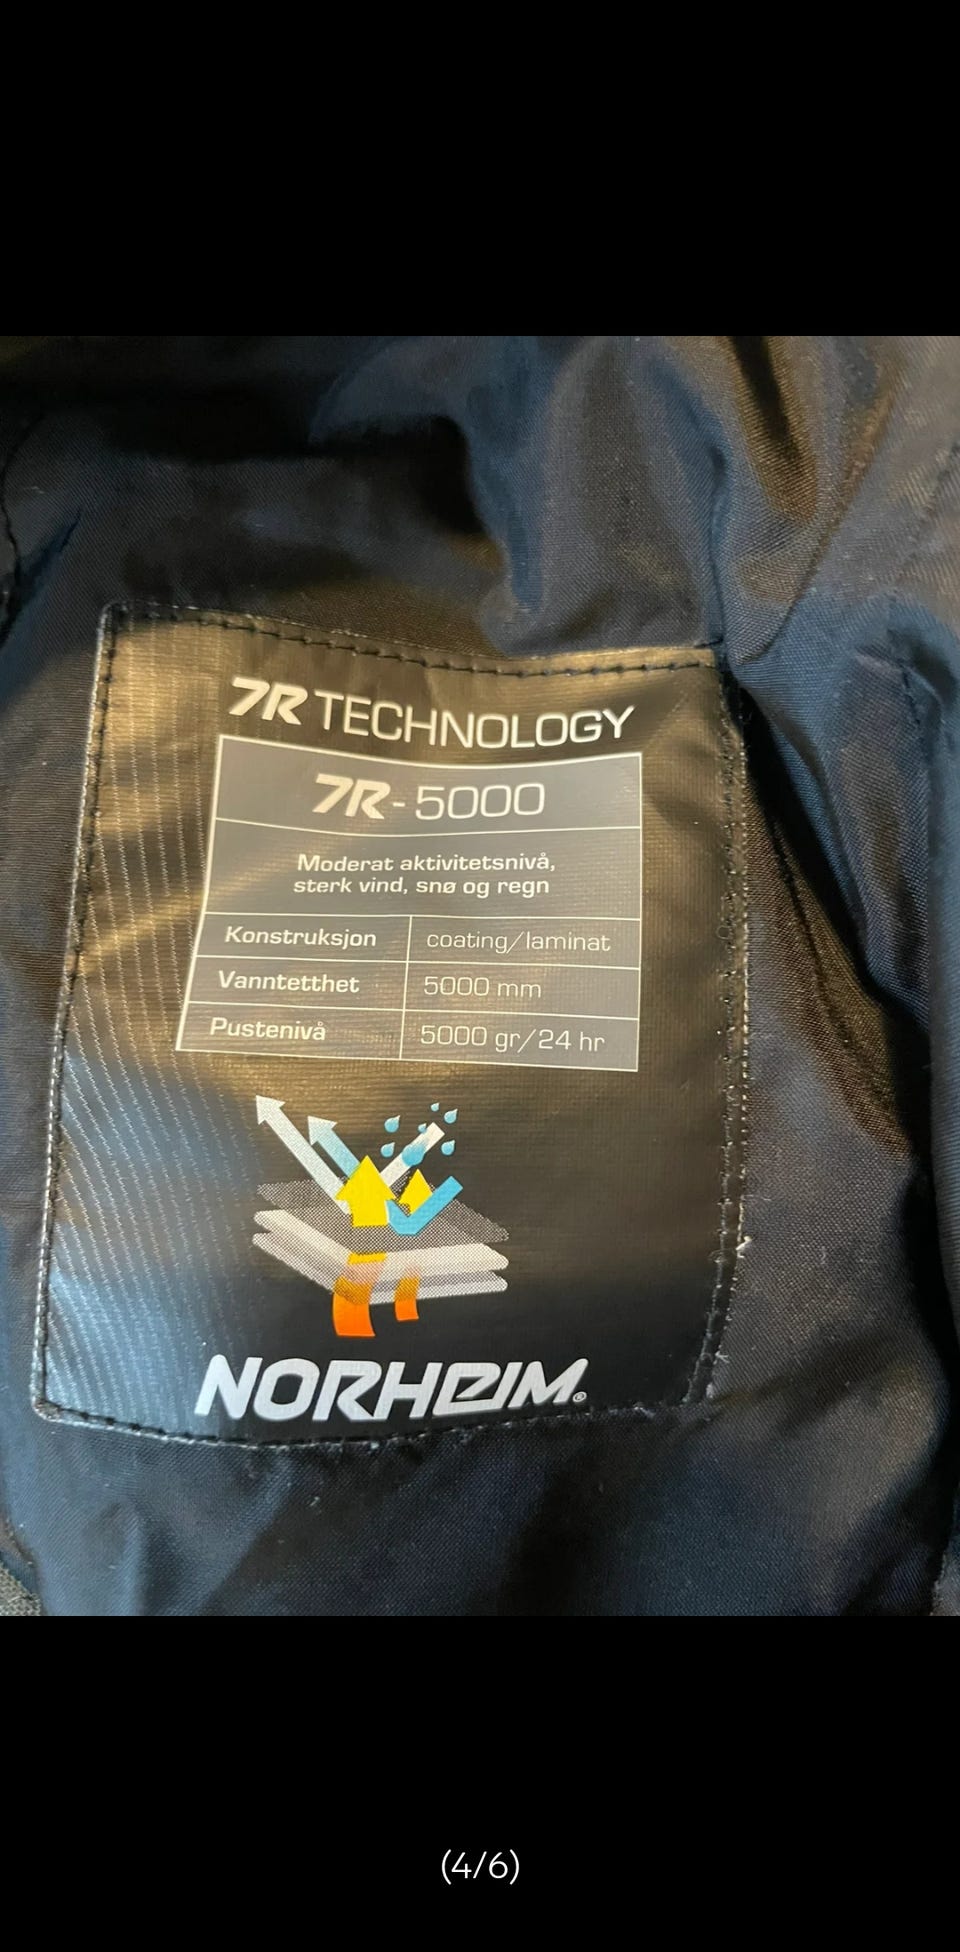 7R TECHNOLOGY
7R - 5000
Moderat aktivitetsnivå,
sterk vind, snø og regn
Konstruksjon coating/laminat
Vanntetthet 5000 mm
Pustenivå 5000 gr/24 hr
NORHEIM®
(4/6)